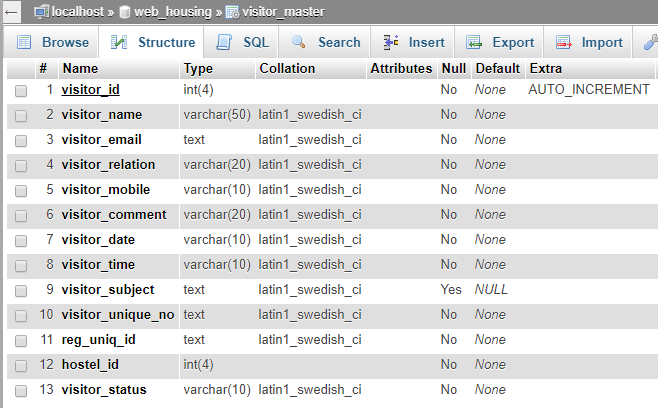 localhost » web_housing » visitor_master
Browse Structure SQL Search Insert Export Import
# Name Type Collation Attributes Null Default Extra
1 visitor_id int(4) No None AUTO_INCREMENT
2 visitor_name varchar(50) latin1_swedish_ci No None
3 visitor_email text latin1_swedish_ci No None
4 visitor_relation varchar(20) latin1_swedish_ci No None
5 visitor_mobile varchar(10) latin1_swedish_ci No None
6 visitor_comment varchar(20) latin1_swedish_ci No None
7 visitor_date varchar(10) latin1_swedish_ci No None
8 visitor_time varchar(10) latin1_swedish_ci No None
9 visitor_subject text latin1_swedish_ci Yes NULL
10 visitor_unique_no text latin1_swedish_ci No None
11 reg_uniq_id text latin1_swedish_ci No None
12 hostel_id int(4) No None
13 visitor_status varchar(10) latin1_swedish_ci No None